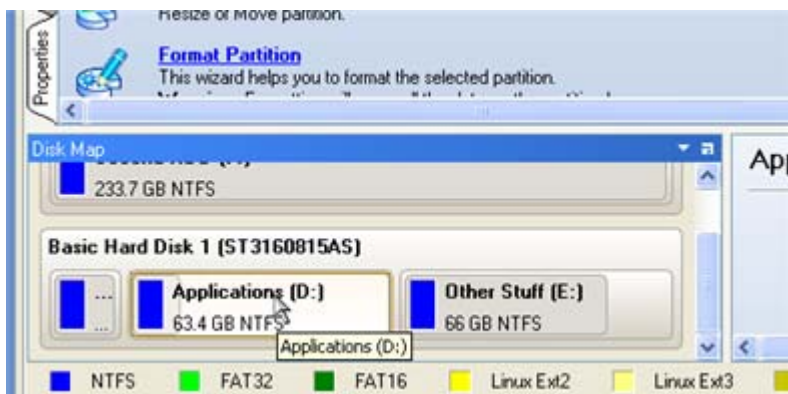 Resize or Move partition.
Properties
Format Partition
This wizard helps you to format the selected partition.
Disk Map
233.7 GB NTFS
Basic Hard Disk 1 (ST3160815AS)
...
...
Applications (D:)
63.4 GB NTFS
Other Stuff (E:)
66 GB NTFS
Applications (D:)
App
NTFS FAT32 FAT16 Linux Ext2 Linux Ext3